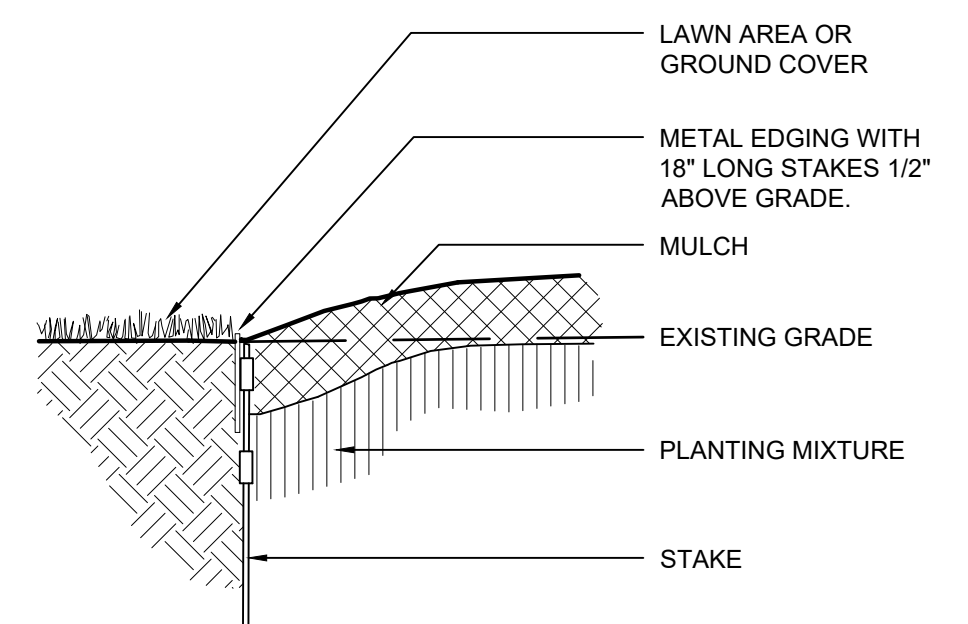 LAWN AREA OR
GROUND COVER
METAL EDGING WITH
18" LONG STAKES 1/2"
ABOVE GRADE.
MULCH
EXISTING GRADE
PLANTING MIXTURE
STAKE